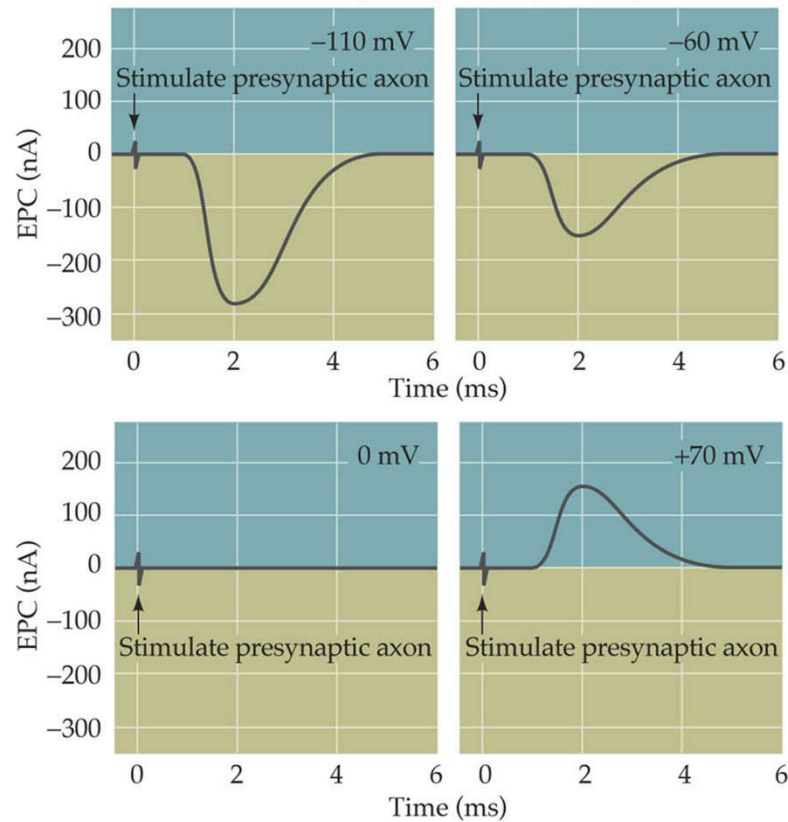 –110 mV
Stimulate presynaptic axon
200
100
0
–100
–200
–300
EPC (nA)
0 2 4 6
–60 mV
Stimulate presynaptic axon
0 2 4 6
Time (ms)
0 mV
200
100
0
–100
–200
–300
EPC (nA)
Stimulate presynaptic axon
0 2 4 6
+70 mV
Stimulate presynaptic axon
0 2 4 6
Time (ms)